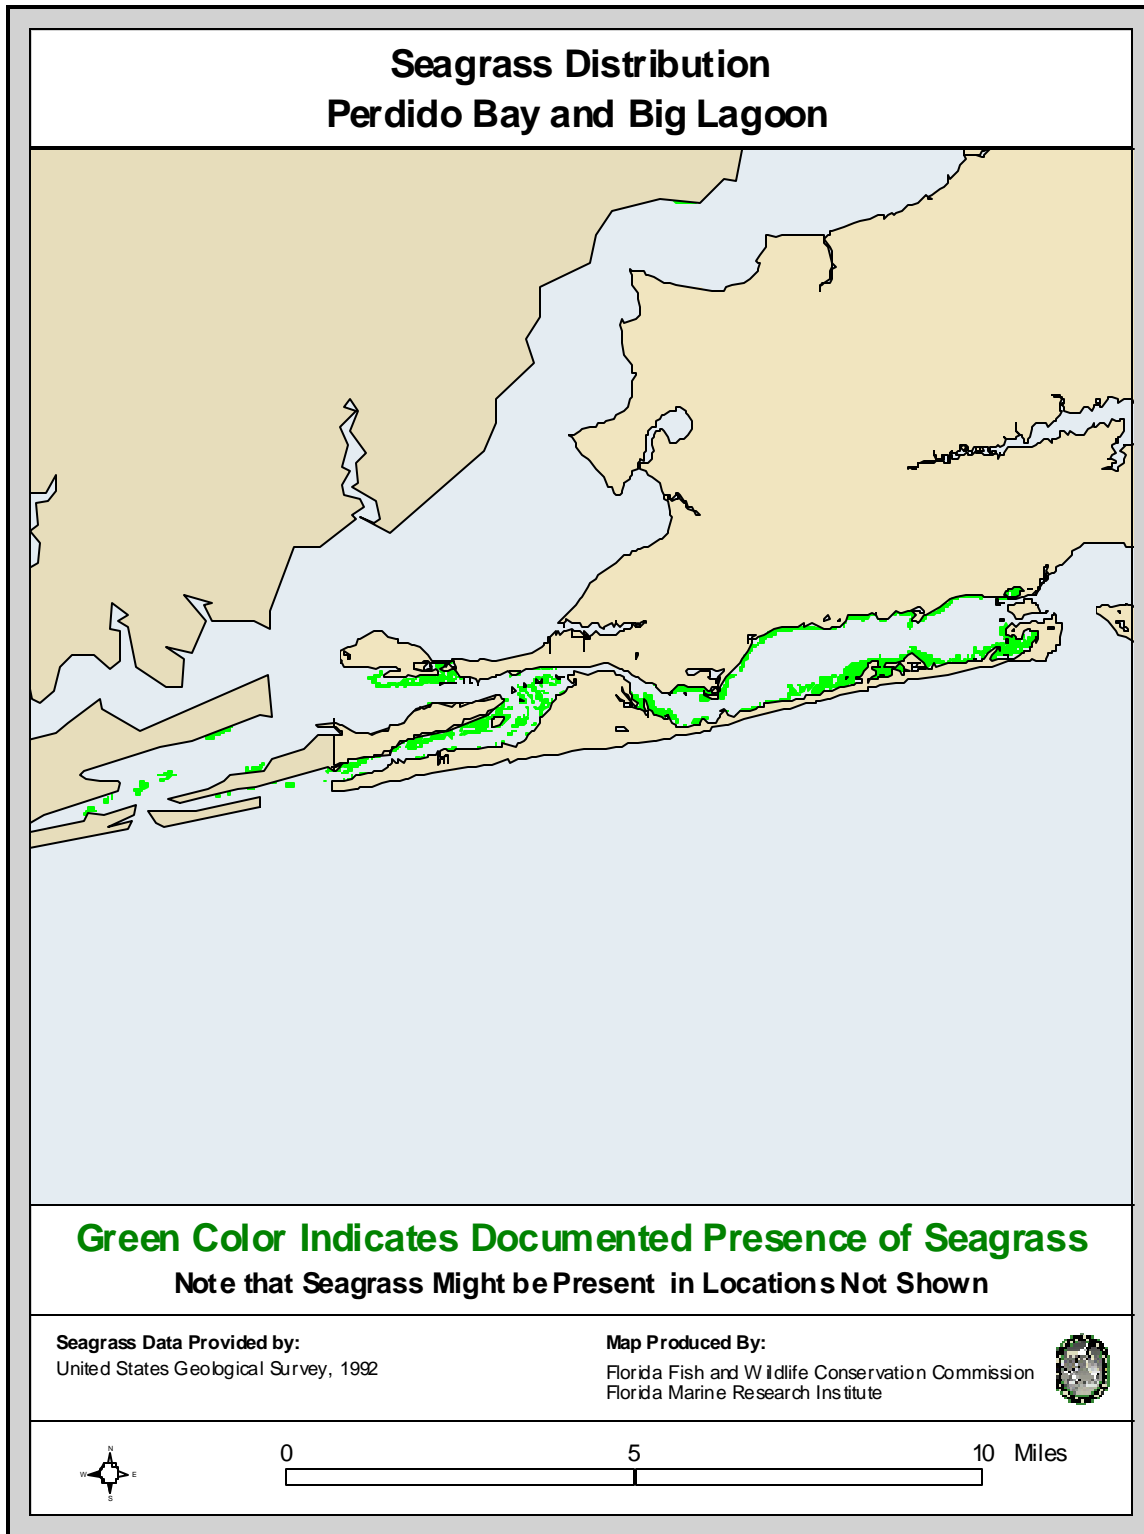 Seagrass Distribution
Perdido Bay and Big Lagoon
Green Color Indicates Documented Presence of Seagrass
Note that Seagrass Might be Present in Locations Not Shown
Seagrass Data Provided by:
United States Geological Survey, 1992
Map Produced By:
Florida Fish and Wildlife Conservation Commission
Florida Marine Research Institute
N
W E
S
0 5 10 Miles